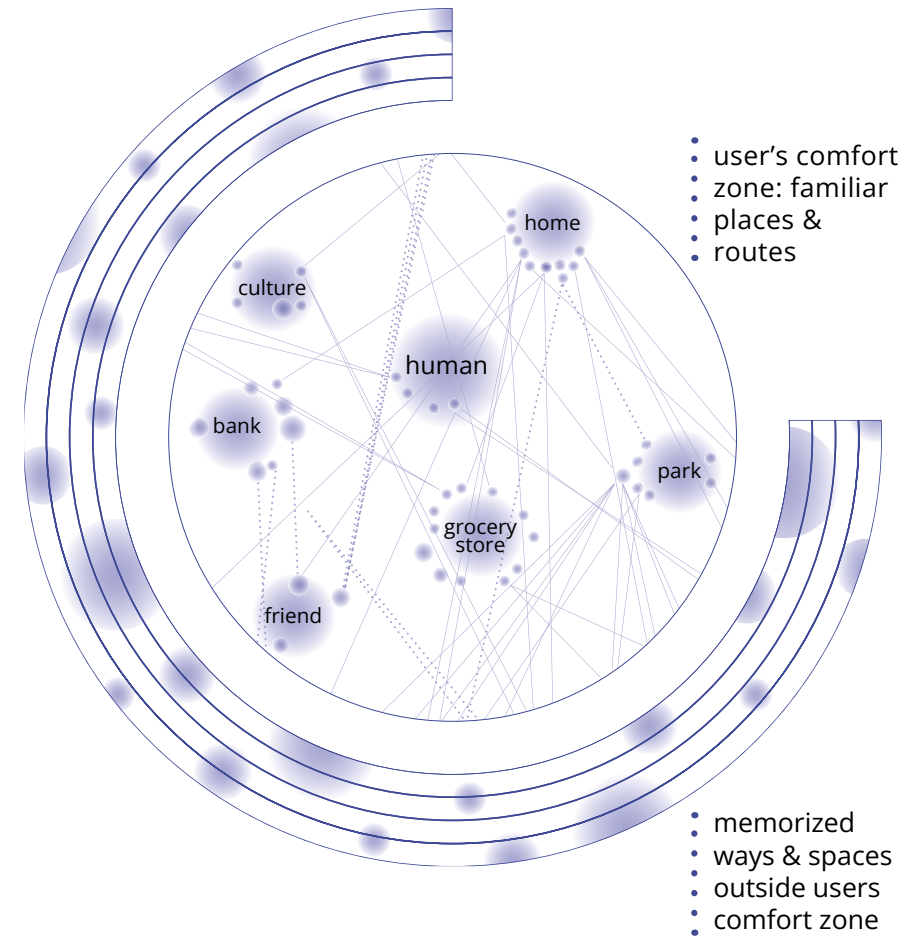 user’s comfort
zone: familiar
places &
routes
home
culture
human
bank
park
grocery
store
friend
memorized
ways & spaces
outside users
comfort zone